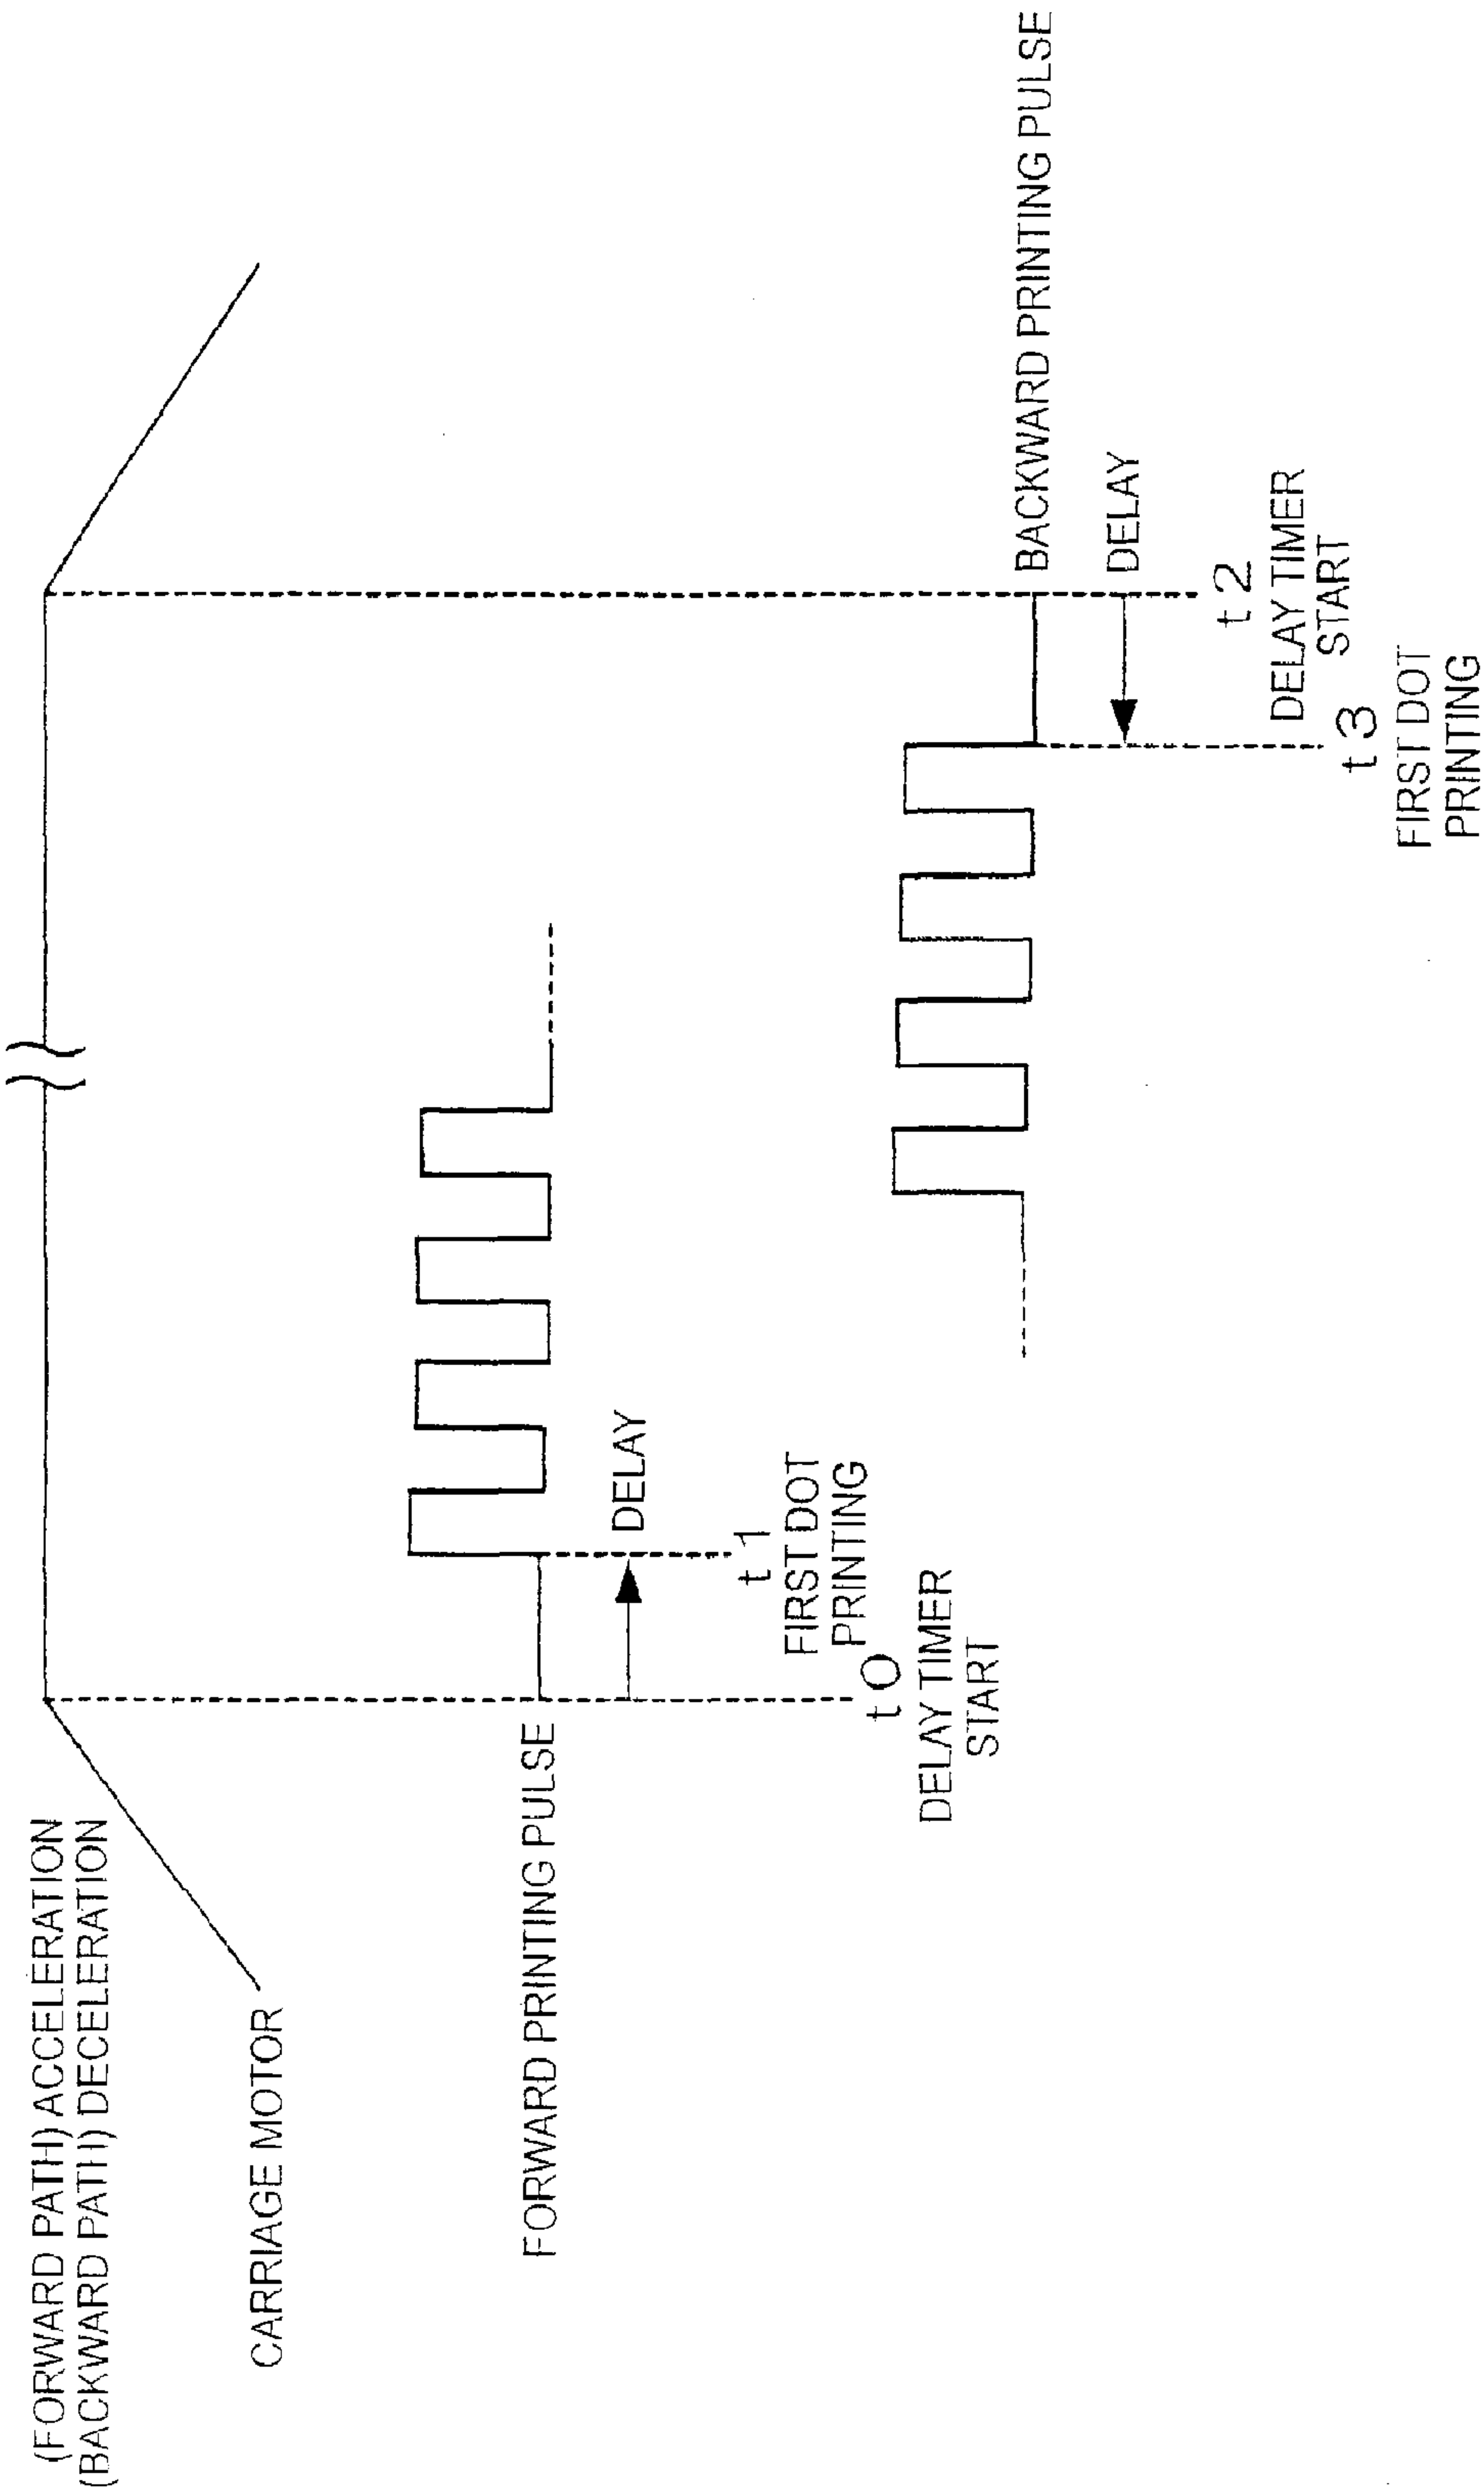 (FORWARD PATH) ACCELERATION
(BACKWARD PATH) DECELERATION
CARRIAGE MOTOR
FORWARD PRINTING PULSE
DELAY
t 1
FIRST DOT
PRINTING
t 0
DELAY TIMER
START
BACKWARD PRINTING PULSE
DELAY
t 2
DELAY TIMER
START
t 3
FIRST DOT
PRINTING